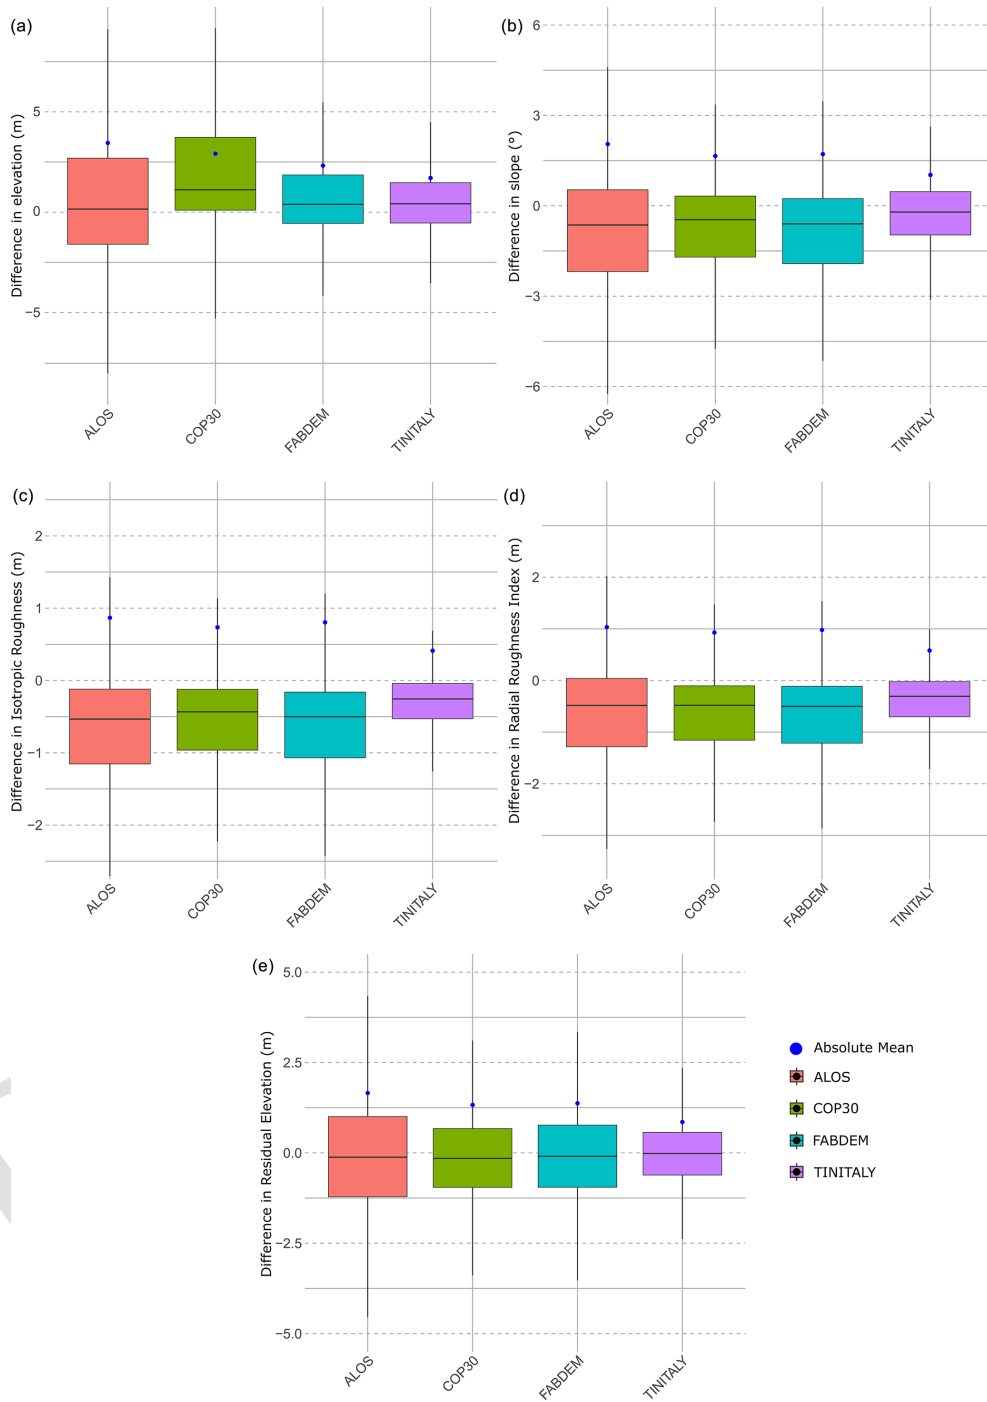 (a)
Difference in elevation (m)
5
0
−5
ALOS
COP30
FABDEM
TINITALY
(b)
Difference in slope (°)
6
3
0
−3
−6
ALOS
COP30
FABDEM
TINITALY
(c)
Difference in Isotropic Roughness (m)
2
1
0
−1
−2
ALOS
COP30
FABDEM
TINITALY
(d)
Difference in Radial Roughness Index (m)
2
0
−2
ALOS
COP30
FABDEM
TINITALY
(e)
Difference in Residual Elevation (m)
5.0
2.5
0.0
−2.5
−5.0
ALOS
COP30
FABDEM
TINITALY
Absolute Mean
ALOS
COP30
FABDEM
TINITALY